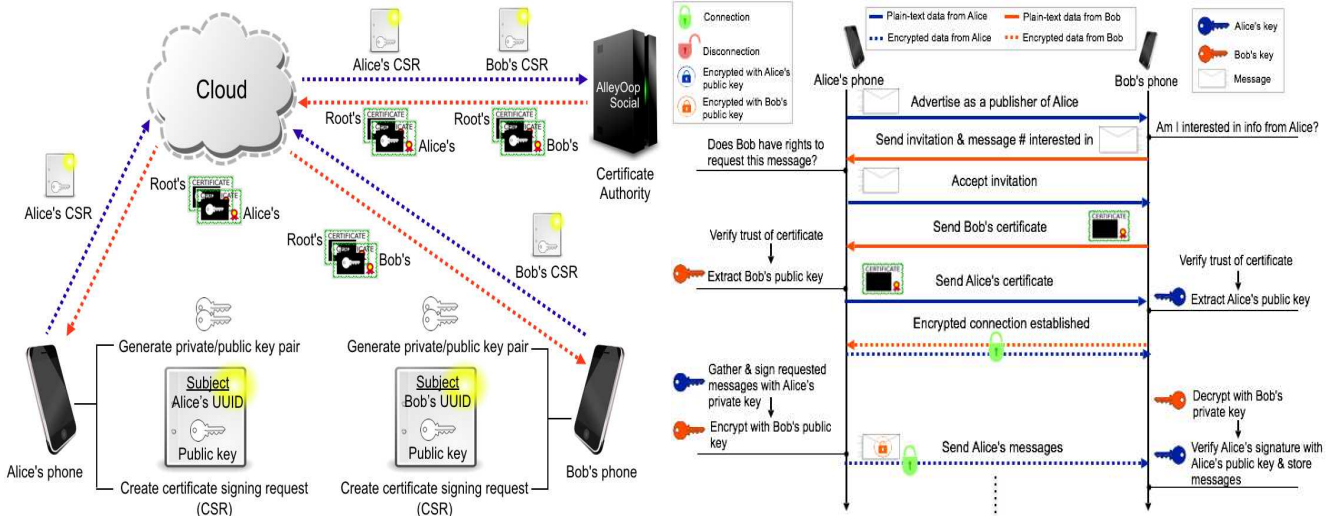 Cloud
Alice's CSR
Bob's CSR
AlleyOop
Social
Root's
CERTIFICATE
Alice's
Root's
CERTIFICATE
Bob's
Certificate
Authority
Alice's CSR
Root's
CERTIFICATE
Alice's
Root's
CERTIFICATE
Bob's
Bob's CSR
Generate private/public key pair
Subject
Alice's UUID
Public key
Create certificate signing request
(CSR)
Alice's phone
Generate private/public key pair
Subject
Bob's UUID
Public key
Create certificate signing request
(CSR)
Bob's phone
Connection
Disconnection
Encrypted with Alice's
public key
Encrypted with Bob's
public key
Plain-text data from Alice
Plain-text data from Bob
Encrypted data from Alice
Encrypted data from Bob
Alice's key
Bob's key
Message
Alice's phone
Bob's phone
Advertise as a publisher of Alice
Am I interested in info from Alice?
Send invitation & message # interested in
Does Bob have rights to
request this message?
Accept invitation
Send Bob's certificate
CERTIFICATE
Verify trust of certificate
Extract Bob's public key
CERTIFICATE
Send Alice's certificate
Verify trust of certificate
Extract Alice's public key
Encrypted connection established
Gather & sign requested
messages with Alice's
private key
Encrypt with Bob's public
key
Decrypt with Bob's
private key
Send Alice's messages
Verify Alice's signature with
Alice's public key & store
messages